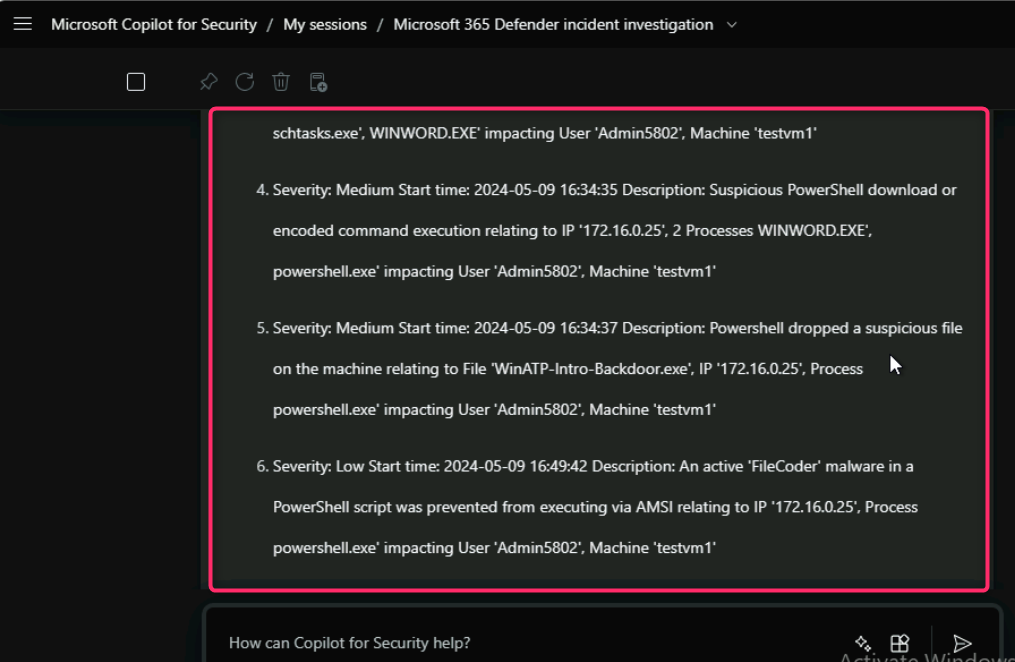 Microsoft Copilot for Security / My sessions / Microsoft 365 Defender incident investigation
schtasks.exe', WINWORD.EXE' impacting User 'Admin5802', Machine 'testvm1'
4. Severity: Medium Start time: 2024-05-09 16:34:35 Description: Suspicious PowerShell download or
encoded command execution relating to IP '172.16.0.25', 2 Processes WINWORD.EXE',
powershell.exe' impacting User 'Admin5802', Machine 'testvm1'
5. Severity: Medium Start time: 2024-05-09 16:34:37 Description: Powershell dropped a suspicious file
on the machine relating to File 'WinATP-Intro-Backdoor.exe', IP '172.16.0.25', Process
powershell.exe' impacting User 'Admin5802', Machine 'testvm1'
6. Severity: Low Start time: 2024-05-09 16:49:42 Description: An active 'FileCoder' malware in a
PowerShell script was prevented from executing via AMSI relating to IP '172.16.0.25', Process
powershell.exe' impacting User 'Admin5802', Machine 'testvm1'
How can Copilot for Security help?
Activate Windows